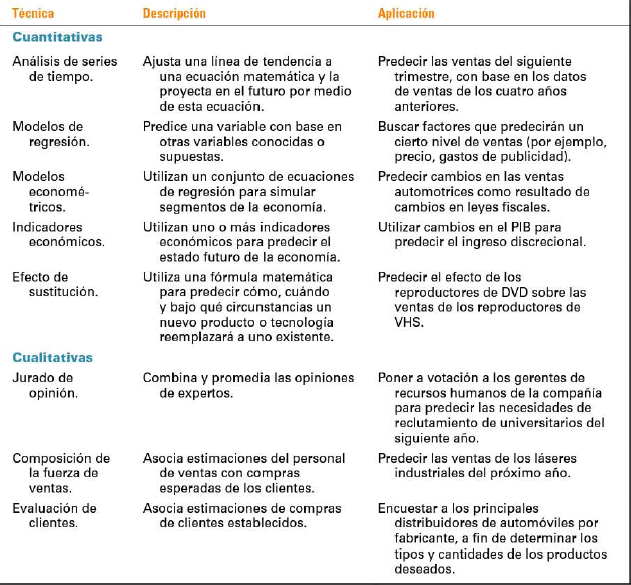 Técnica Descripción Aplicación
Cuantitativas
Análisis de series Ajusta una línea de tendencia a Predecir las ventas del siguiente
de tiempo. una ecuación matemática y la trimestre, con base en los datos
proyecta en el futuro por medio de ventas de los cuatro años
de esta ecuación. anteriores.
Modelos de Predice una variable con base en Buscar factores que predecirán un
regresión. otras variables conocidas o cierto nivel de ventas (por ejemplo,
supuestas. precio, gastos de publicidad).
Modelos Utilizan un conjunto de ecuaciones Predecir cambios en las ventas
economé- de regresión para simular automotrices como resultado de
tricos. segmentos de la economía. cambios en leyes fiscales.
Indicadores Utilizan uno o más indicadores Utilizar cambios en el PIB para
económicos. económicos para predecir el predecir el ingreso discrecional.
estado futuro de la economía.
Efecto de Utiliza una fórmula matemática Predecir el efecto de los
sustitución. para predecir cómo, cuándo reproductores de DVD sobre las
y bajo qué circunstancias un ventas de los reproductores de
nuevo producto o tecnología VHS.
reemplazará a uno existente.
Cualitativas
Jurado de Combina y promedia las opiniones Poner a votación a los gerentes de
opinión. de expertos. recursos humanos de la compañía
para predecir las necesidades de
reclutamiento de universitarios del
siguiente año.
Composición de Asocia estimaciones del personal Predecir las ventas de los láseres
la fuerza de de ventas con compras industriales del próximo año.
ventas. esperadas de los clientes.
Evaluación de Asocia estimaciones de compras Encuestar a los principales
clientes. de clientes establecidos. distribuidores de automóviles por
fabricante, a fin de determinar los
tipos y cantidades de los productos
deseados.